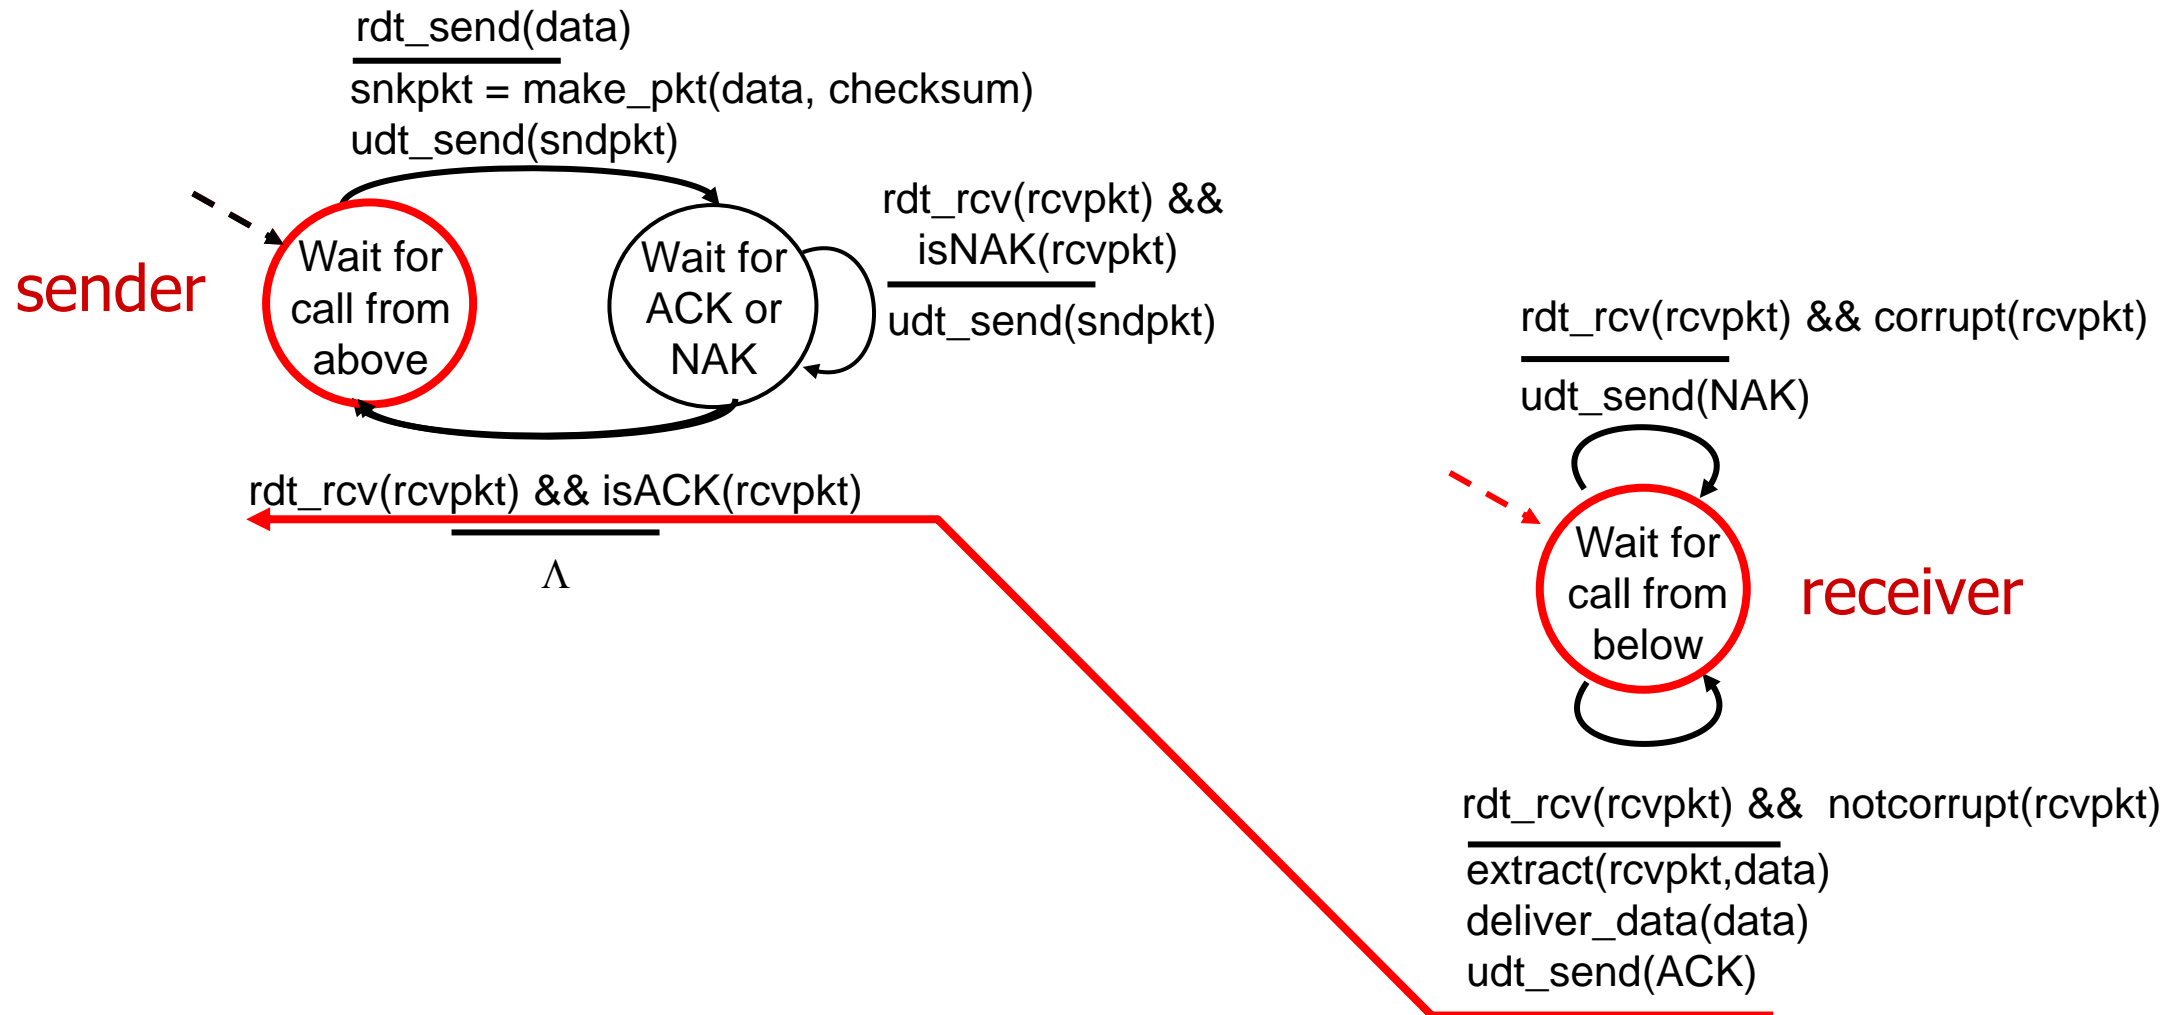 rdt_send(data)
snkpkt = make_pkt(data, checksum)
udt_send(sndpkt)
sender
Wait for
call from
above
Wait for
ACK or
NAK
rdt_rcv(rcvpkt) &&
isNAK(rcvpkt)
udt_send(sndpkt)
rdt_rcv(rcvpkt) && isACK(rcvpkt)
Λ
rdt_rcv(rcvpkt) && corrupt(rcvpkt)
udt_send(NAK)
Wait for
call from
below
receiver
rdt_rcv(rcvpkt) && notcorrupt(rcvpkt)
extract(rcvpkt,data)
deliver_data(data)
udt_send(ACK)